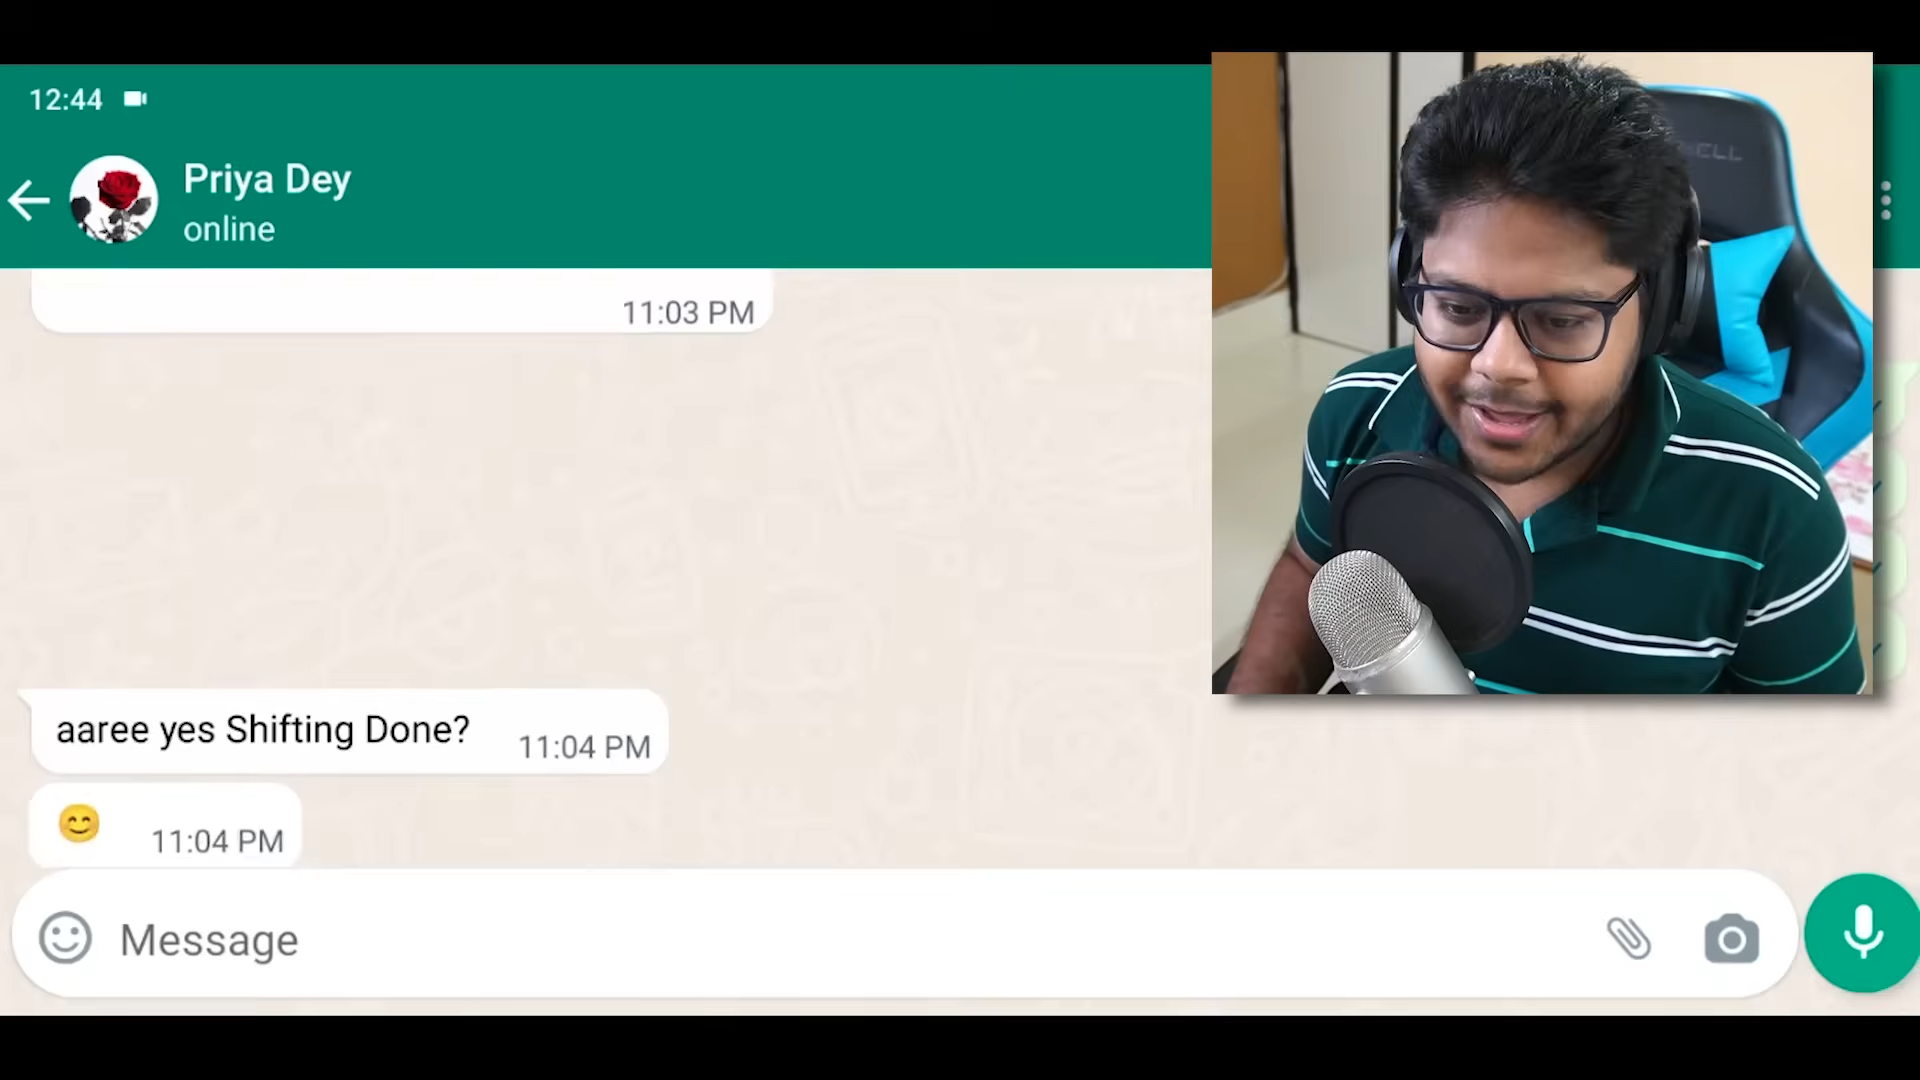 12:44
Priya Dey
online
11:03 PM
aaree yes Shifting Done?
11:04 PM
😊
11:04 PM
Message